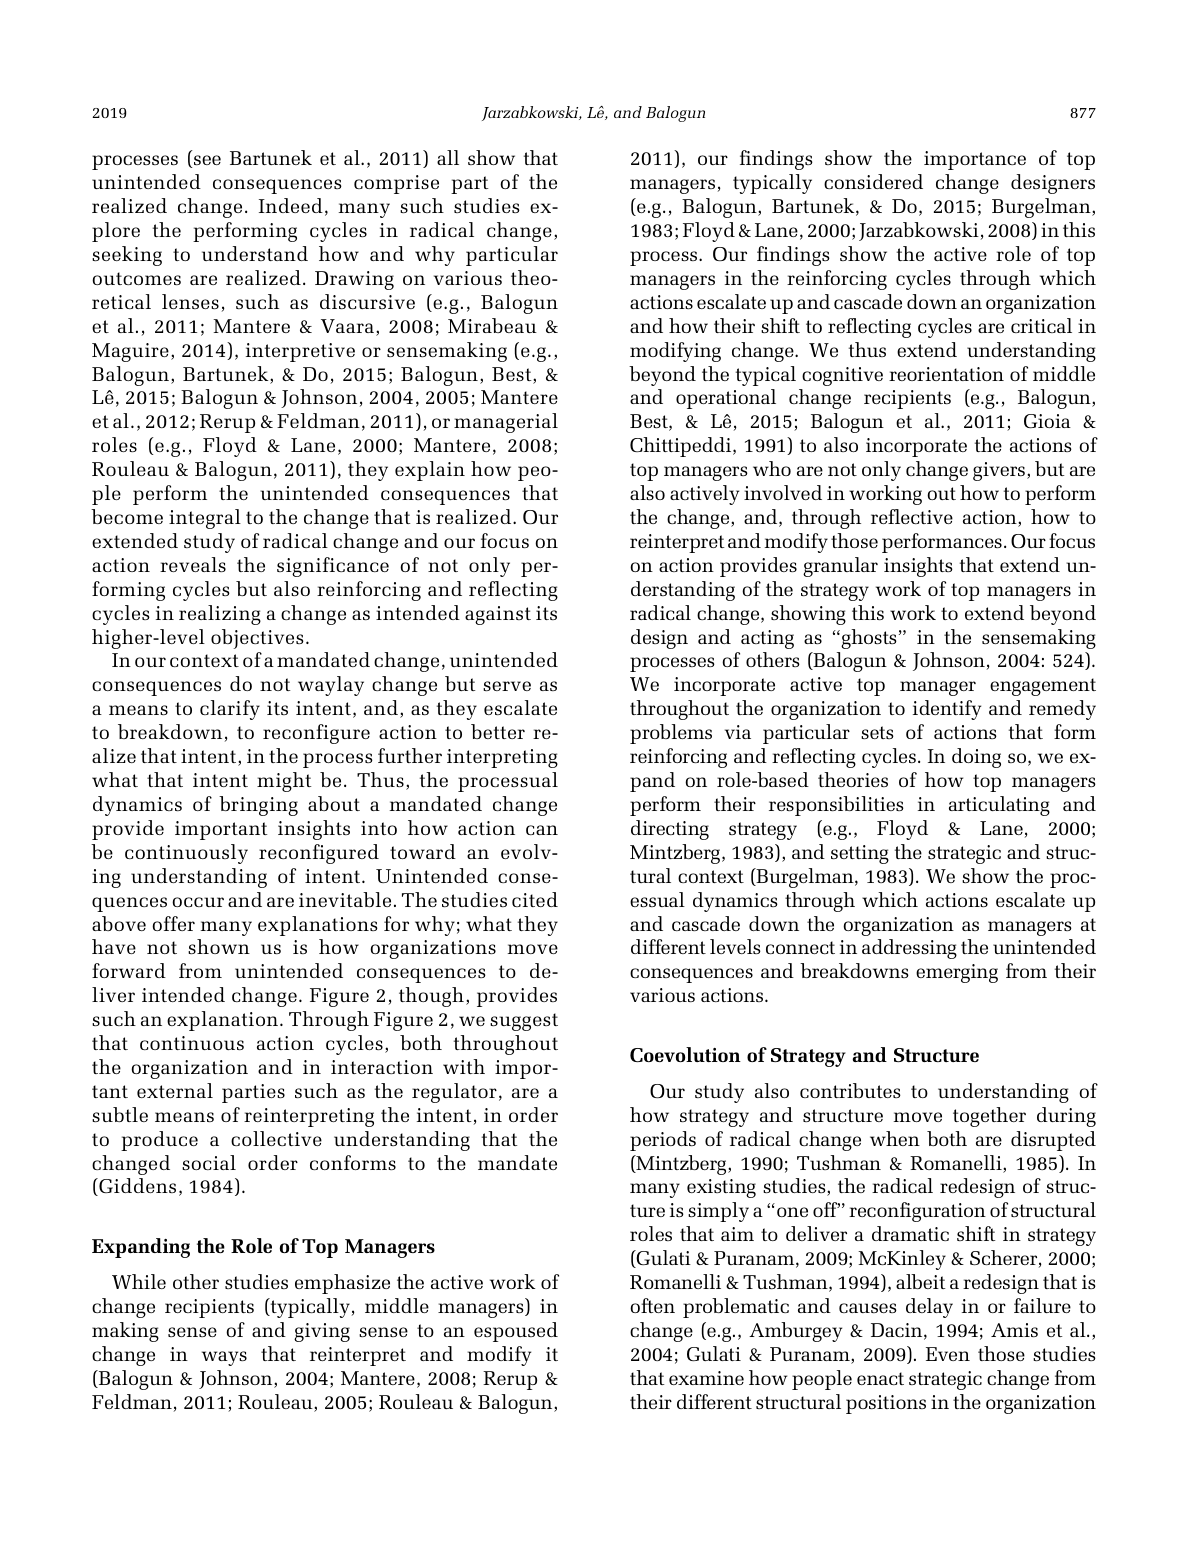 2019
Jarzabkowski, Lê, and Balogun
877
processes (see Bartunek et al., 2011) all show that
unintended consequences comprise part of the
realized change. Indeed, many such studies ex-
plore the performing cycles in radical change,
seeking to understand how and why particular
outcomes are realized. Drawing on various theo-
retical lenses, such as discursive (e.g., Balogun
et al., 2011; Mantere & Vaara, 2008; Mirabeau &
Maguire, 2014), interpretive or sensemaking (e.g.,
Balogun, Bartunek, & Do, 2015; Balogun, Best, &
Lê, 2015; Balogun & Johnson, 2004, 2005; Mantere
et al., 2012; Rerup & Feldman, 2011), or managerial
roles (e.g., Floyd & Lane, 2000; Mantere, 2008;
Rouleau & Balogun, 2011), they explain how peo-
ple perform the unintended consequences that
become integral to the change that is realized. Our
extended study of radical change and our focus on
action reveals the significance of not only per-
forming cycles but also reinforcing and reflecting
cycles in realizing a change as intended against its
higher-level objectives.
In our context of a mandated change, unintended
consequences do not waylay change but serve as
a means to clarify its intent, and, as they escalate
to breakdown, to reconfigure action to better re-
alize that intent, in the process further interpreting
what that intent might be. Thus, the processual
dynamics of bringing about a mandated change
provide important insights into how action can
be continuously reconfigured toward an evolv-
ing understanding of intent. Unintended conse-
quences occur and are inevitable. The studies cited
above offer many explanations for why; what they
have not shown us is how organizations move
forward from unintended consequences to de-
liver intended change. Figure 2, though, provides
such an explanation. Through Figure 2, we suggest
that continuous action cycles, both throughout
the organization and in interaction with impor-
tant external parties such as the regulator, are a
subtle means of reinterpreting the intent, in order
to produce a collective understanding that the
changed social order conforms to the mandate
(Giddens, 1984).
Expanding the Role of Top Managers
While other studies emphasize the active work of
change recipients (typically, middle managers) in
making sense of and giving sense to an espoused
change in ways that reinterpret and modify it
(Balogun & Johnson, 2004; Mantere, 2008; Rerup &
Feldman, 2011; Rouleau, 2005; Rouleau & Balogun,
2011), our findings show the importance of top
managers, typically considered change designers
(e.g., Balogun, Bartunek, & Do, 2015; Burgelman,
1983; Floyd & Lane, 2000; Jarzabkowski, 2008) in this
process. Our findings show the active role of top
managers in the reinforcing cycles through which
actions escalate up and cascade down an organization
and how their shift to reflecting cycles are critical in
modifying change. We thus extend understanding
beyond the typical cognitive reorientation of middle
and operational change recipients (e.g., Balogun,
Best, & Lê, 2015; Balogun et al., 2011; Gioia &
Chittipeddi, 1991) to also incorporate the actions of
top managers who are not only change givers, but are
also actively involved in working out how to perform
the change, and, through reflective action, how to
reinterpret and modify those performances. Our focus
on action provides granular insights that extend un-
derstanding of the strategy work of top managers in
radical change, showing this work to extend beyond
design and acting as “ghosts” in the sensemaking
processes of others (Balogun & Johnson, 2004: 524).
We incorporate active top manager engagement
throughout the organization to identify and remedy
problems via particular sets of actions that form
reinforcing and reflecting cycles. In doing so, we ex-
pand on role-based theories of how top managers
perform their responsibilities in articulating and
directing strategy (e.g., Floyd & Lane, 2000;
Mintzberg, 1983), and setting the strategic and struc-
tural context (Burgelman, 1983). We show the proc-
essual dynamics through which actions escalate up
and cascade down the organization as managers at
different levels connect in addressing the unintended
consequences and breakdowns emerging from their
various actions.
Coevolution of Strategy and Structure
Our study also contributes to understanding of
how strategy and structure move together during
periods of radical change when both are disrupted
(Mintzberg, 1990; Tushman & Romanelli, 1985). In
many existing studies, the radical redesign of struc-
ture is simply a “one off” reconfiguration of structural
roles that aim to deliver a dramatic shift in strategy
(Gulati & Puranam, 2009; McKinley & Scherer, 2000;
Romanelli & Tushman, 1994), albeit a redesign that is
often problematic and causes delay in or failure to
change (e.g., Amburgey & Dacin, 1994; Amis et al.,
2004; Gulati & Puranam, 2009). Even those studies
that examine how people enact strategic change from
their different structural positions in the organization